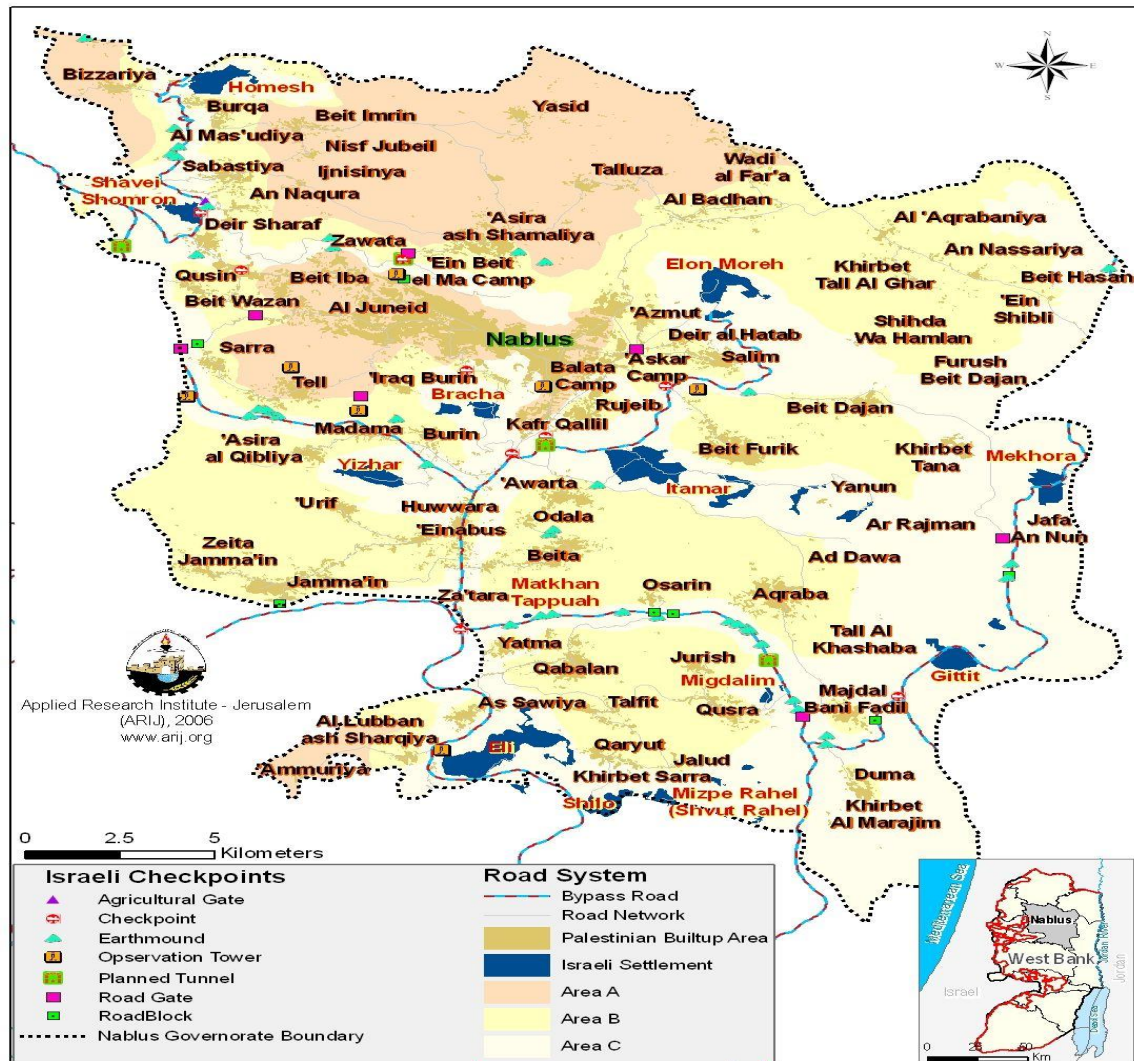 Bizzariya
Homesh
Burqa
Beit Imrin
Yasid
Al Mas'udiya
Nisf Jubeil
Sabastiya
Ijnisinya
Talluza
Wadi
al Far'a
Shavei
Shomron
An Naqura
Al Badhan
Deir Sharaf
'Asira
ash Shamaliya
Al 'Aqrabaniya
Zawata
An Nassariya
Qusin
Beit Iba
'Ein Beit
el Ma Camp
Elon Moreh
Khirbet
Tall Al Ghar
Beit Hasan
Beit Wazan
Al Juneid
'Azmut
'Ein
Shibli
Sarra
Nablus
Deir al Hatab
Shihda
Wa Hamlan
Tell
'Iraq Burin
Balata
Camp
'Askar
Camp
Salim
Furush
Beit Dajan
Bracha
Rujeib
Beit Dajan
Madama
Burin
Kafr Qallil
'Asira
al Qibliya
Beit Furik
Khirbet
Tana
Mekhora
Yizhar
'Awarta
Itamar
Yanun
'Urif
Huwwara
Odala
Ar Rajman
Jafa
An Nun
'Einabus
Zeita
Jamma'in
Beita
Ad Dawa
Jamma'in
Za'tara
Matkhan
Tappuah
Osarin
Aqraba
Yatma
Tall Al
Khashaba
Qabalan
Jurish
Gittit
Migdalim
As Sawiya
Talfit
Qusra
Majdal
Bani Fadil
Al Lubban
ash Sharqiya
Eli
Qaryut
Jalud
'Ammuriya
Khirbet Sarra
Duma
Shilo
Mizpe Rahel
(Shvut Rahel)
Khirbet
Al Marajim
N
W
E
S
Applied Research Institute - Jerusalem
(ARIJ), 2006
www.arij.org
0 2.5 5
Kilometers
Israeli Checkpoints
Agricultural Gate
Checkpoint
Earthmound
Opservation Tower
Planned Tunnel
Road Gate
RoadBlock
Nablus Governorate Boundary
Road System
Bypass Road
Road Network
Palestinian Builtup Area
Israeli Settlement
Area A
Area B
Area C
Mediterranean Sea
Nablus
West Bank
Jordan River
Jordan
Israel
Dead Sea
0 25 50
Km